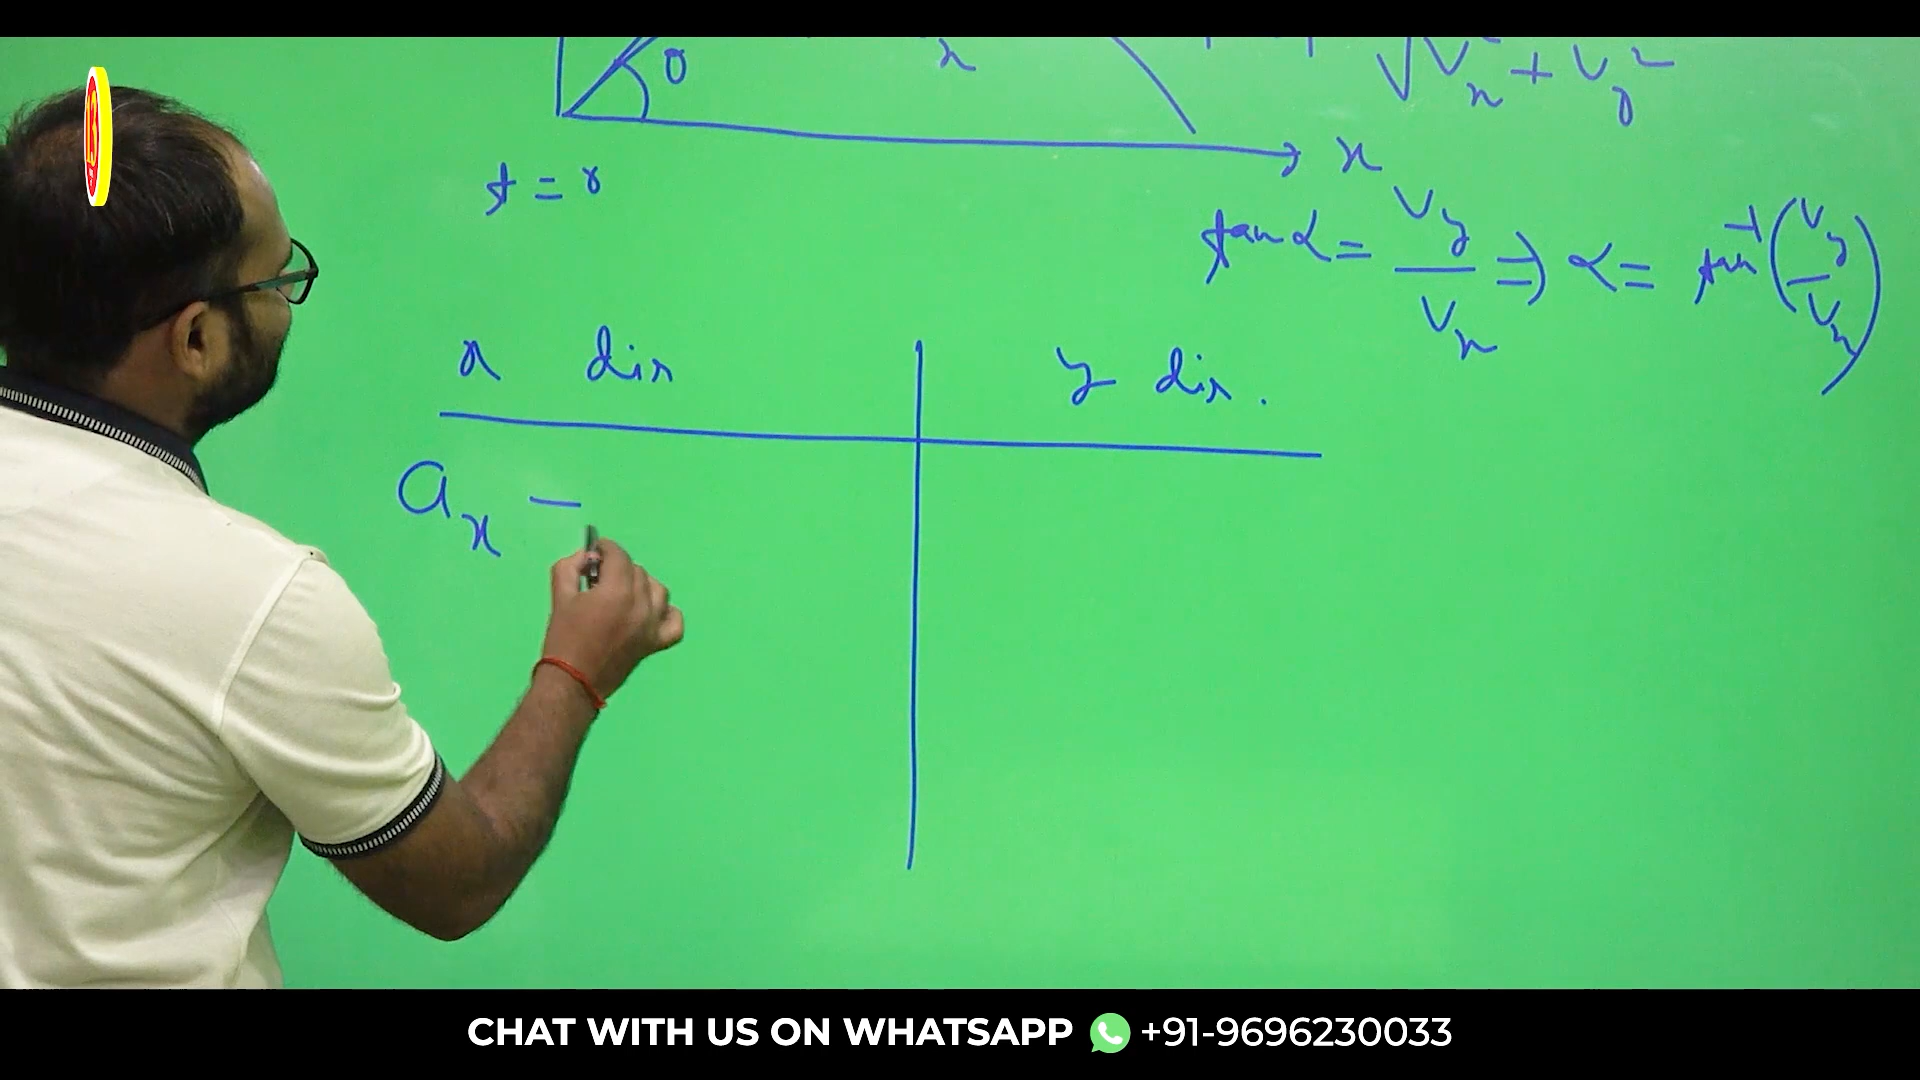 θ x √Vx² + Vy²
x
t = 0
tan α = Vy/Vx ⇒ α = tan⁻¹(Vy/Vx)
x dir y dir.
ax –
CHAT WITH US ON WHATSAPP +91-9696230033